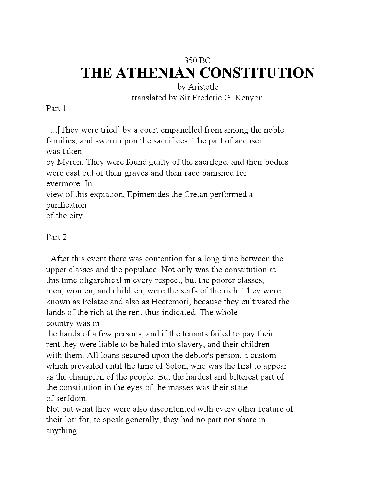 350 BC
THE ATHENIAN CONSTITUTION
by Aristotle
translated by Sir Frederic G. Kenyon
Part 1
...[They were tried] by a court empanelled from among the noble
families, and sworn upon the sacrifices. The part of accuser
was taken
by Myron. They were found guilty of the sacrilege, and their bodies
were cast out of their graves and their race banished for
evermore. In
view of this expiation, Epimenides the Cretan performed a
purification
of the city.
Part 2
After this event there was contention for a long time between the
upper classes and the populace. Not only was the constitution at
this time oligarchical in every respect, but the poorer classes,
men, women, and children, were the serfs of the rich. They were
known as Pelatae and also as Hectemori, because they cultivated the
lands of the rich at the rent thus indicated. The whole
country was in
the hands of a few persons, and if the tenants failed to pay their
rent they were liable to be haled into slavery, and their children
with them. All loans secured upon the debtor's person, a custom
which prevailed until the time of Solon, who was the first to appear
as the champion of the people. But the hardest and bitterest part of
the constitution in the eyes of the masses was their state
of serfdom.
Not but what they were also discontented with every other feature of
their lot; for, to speak generally, they had no part nor share in
anything.